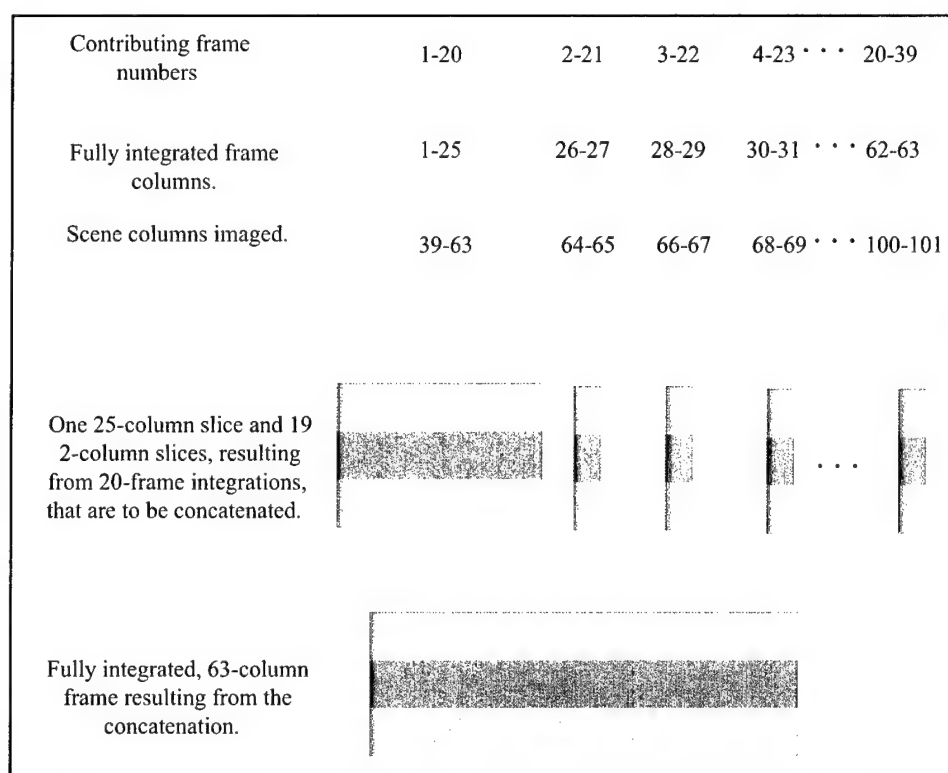 Contributing frame
numbers
1-20 2-21 3-22 4-23 · · · 20-39
Fully integrated frame
columns.
1-25 26-27 28-29 30-31 · · · 62-63
Scene columns imaged.
39-63 64-65 66-67 68-69 · · · 100-101
One 25-column slice and 19
2-column slices, resulting
from 20-frame integrations,
that are to be concatenated.
· · ·
Fully integrated, 63-column
frame resulting from the
concatenation.